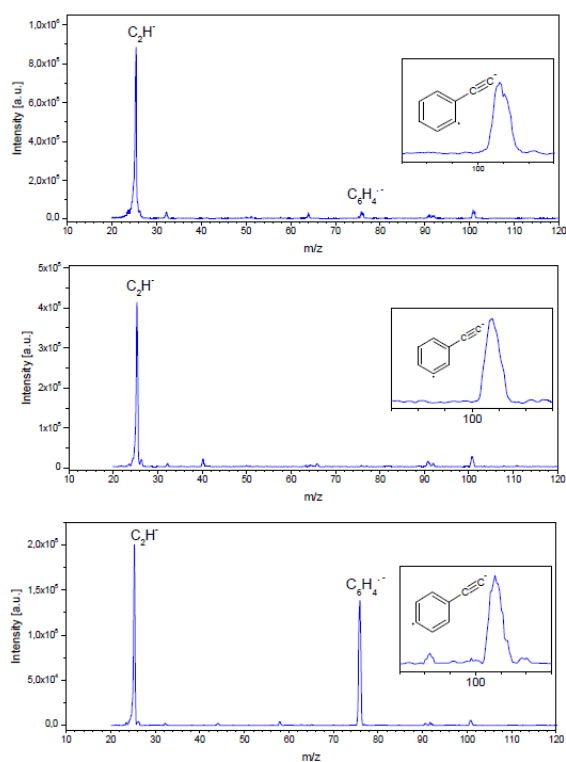 1,0x10⁶
C₂H⁻
8,0x10⁵
6,0x10⁵
4,0x10⁵
2,0x10⁵
0,0
Intensity [a.u.]
C≡C⁻
100
C₆H₄·⁻
10 20 30 40 50 60 70 80 90 100 110 120
m/z
5x10⁵
C₂H⁻
4x10⁵
3x10⁵
2x10⁵
1x10⁵
0
Intensity [a.u.]
C≡C⁻
100
10 20 30 40 50 60 70 80 90 100 110 120
m/z
C₂H⁻
2,0x10⁵
1,5x10⁵
1,0x10⁵
5,0x10⁴
0,0
Intensity [a.u.]
C₆H₄·⁻
C≡C⁻
100
10 20 30 40 50 60 70 80 90 100 110 120
m/z